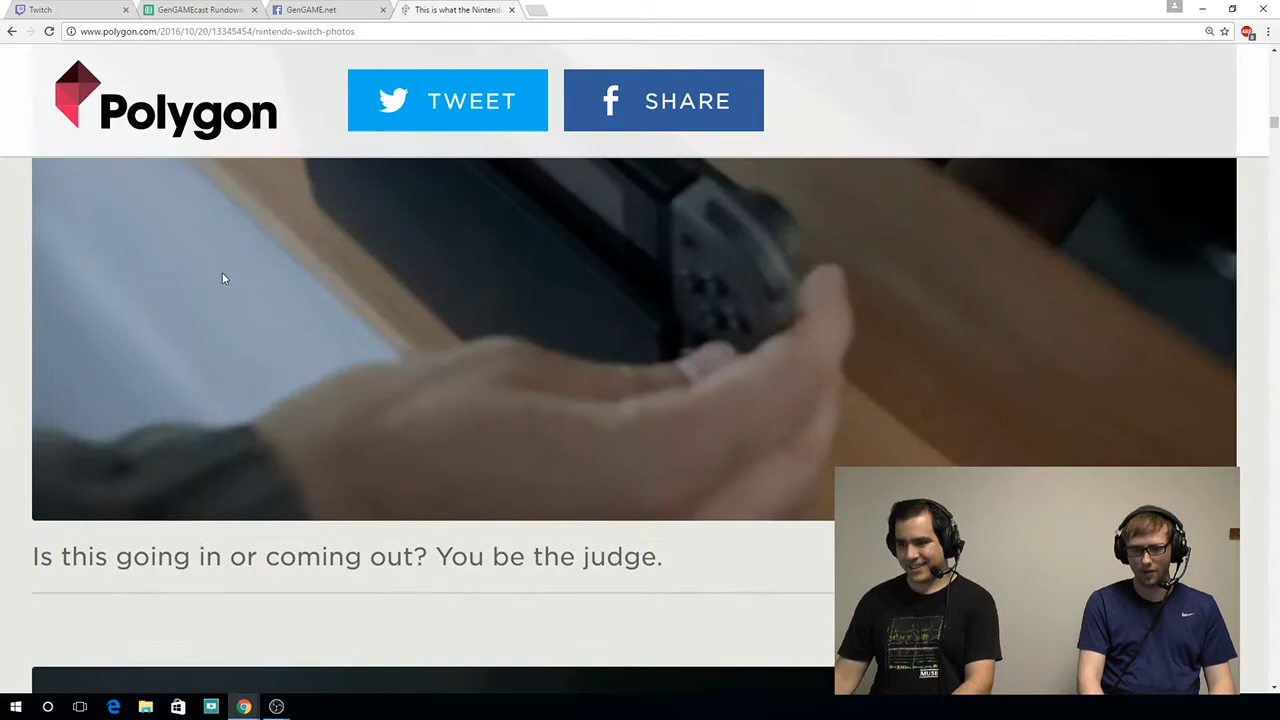 Twitch
GenGAMEcast Rundown
GenGAME.net
This is what the Nintend
www.polygon.com/2016/10/20/13345454/nintendo-switch-photos
Polygon
TWEET
SHARE
Is this going in or coming out? You be the judge.
MUSE